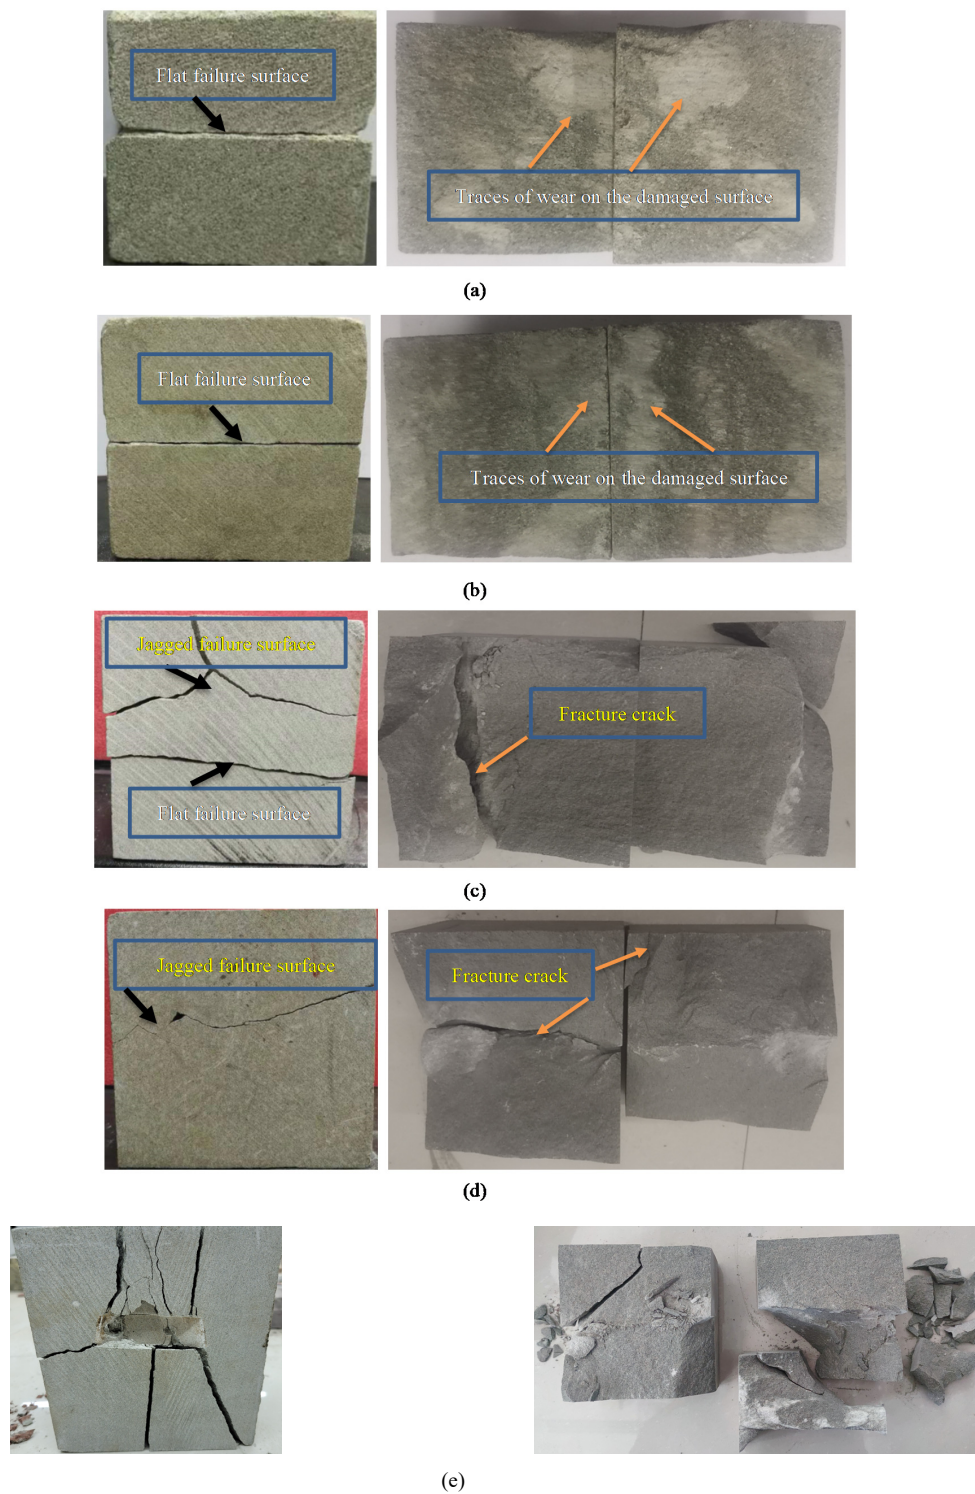 Flat failure surface
Traces of wear on the damaged surface
(a)
Flat failure surface
Traces of wear on the damaged surface
(b)
Jagged failure surface
Fracture crack
Flat failure surface
(c)
Jagged failure surface
Fracture crack
(d)
(e)